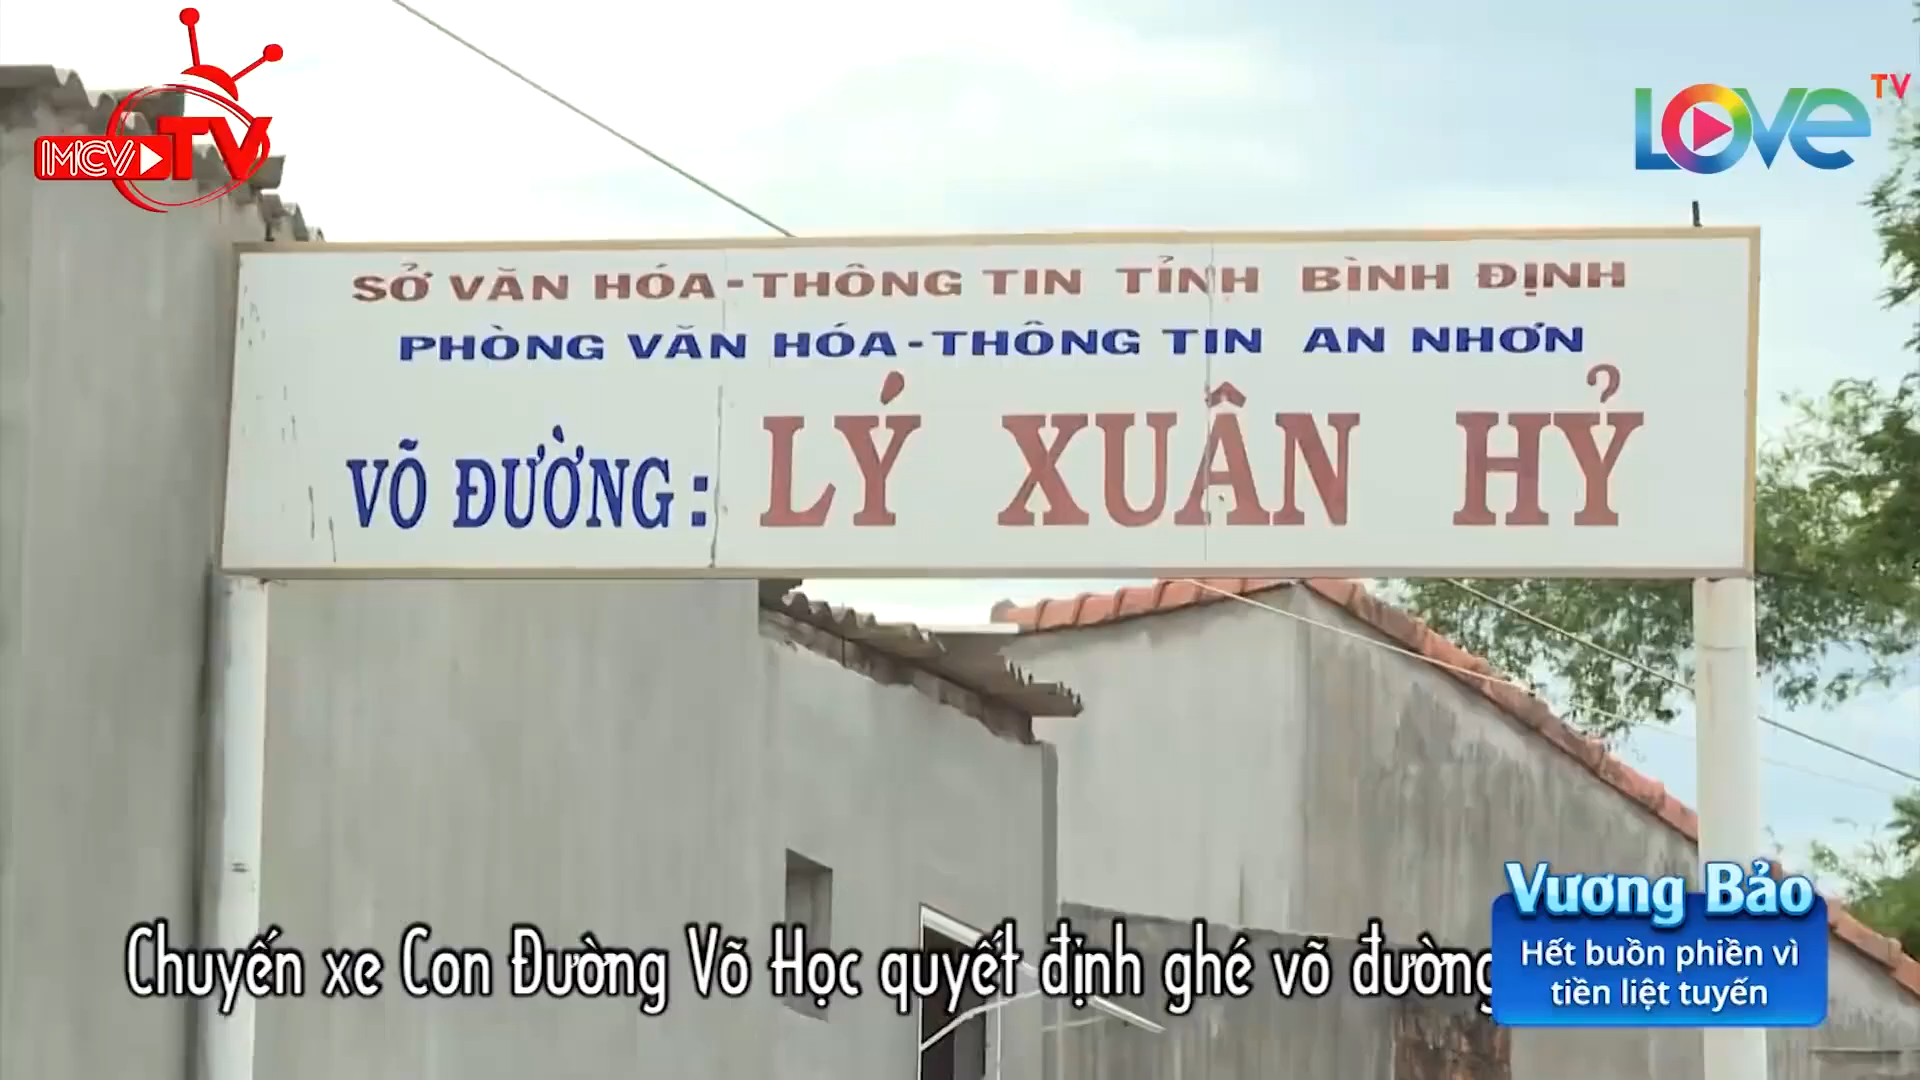 MCV TV
LOVE TV
SỞ VĂN HÓA-THÔNG TIN TỈNH BÌNH ĐỊNH
PHÒNG VĂN HÓA-THÔNG TIN AN NHƠN
VÕ ĐƯỜNG: LÝ XUÂN HỶ
Vương Bảo
Hết buồn phiền vì
tiền liệt tuyến
Chuyến xe Con Đường Võ Học quyết định ghé võ đường